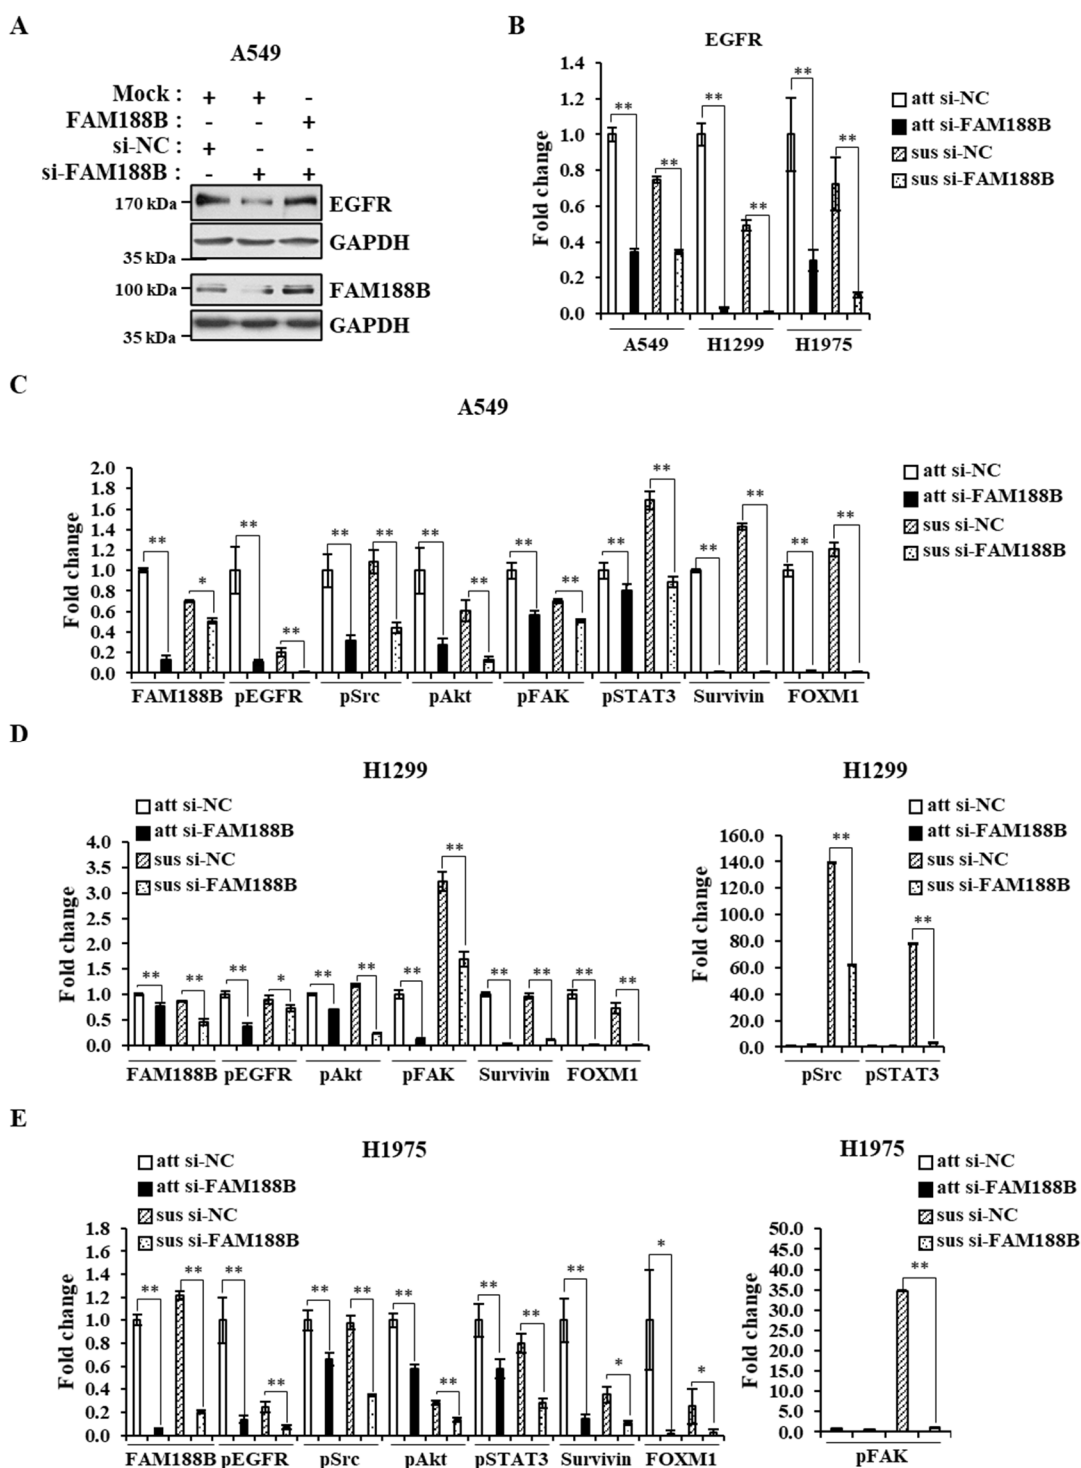 A
A549
Mock : + + -
FAM188B : - - +
si-NC : + - -
si-FAM188B : - + +
170 kDa EGFR
GAPDH
35 kDa
100 kDa FAM188B
GAPDH
35 kDa
B
EGFR
Fold change
1.4
1.2
1.0
0.8
0.6
0.4
0.2
0.0
** ** ** ** ** **
A549 H1299 H1975
att si-NC
att si-FAM188B
sus si-NC
sus si-FAM188B
C
A549
Fold change
2.0
1.8
1.6
1.4
1.2
1.0
0.8
0.6
0.4
0.2
0.0
** * ** ** ** ** ** ** ** ** ** ** ** ** ** **
FAM188B pEGFR pSrc pAkt pFAK pSTAT3 Survivin FOXM1
att si-NC
att si-FAM188B
sus si-NC
sus si-FAM188B
D
H1299
att si-NC
att si-FAM188B
sus si-NC
sus si-FAM188B
Fold change
4.0
3.5
3.0
2.5
2.0
1.5
1.0
0.5
0.0
** ** ** * ** ** ** ** ** ** ** **
FAM188B pEGFR pAkt pFAK Survivin FOXM1
H1299
att si-NC
att si-FAM188B
sus si-NC
sus si-FAM188B
Fold change
160.0
140.0
120.0
100.0
80.0
60.0
40.0
20.0
0.0
** **
pSrc pSTAT3
E
H1975
att si-NC
att si-FAM188B
sus si-NC
sus si-FAM188B
Fold change
1.8
1.6
1.4
1.2
1.0
0.8
0.6
0.4
0.2
0.0
** ** ** ** ** ** ** ** ** ** ** * * *
FAM188B pEGFR pSrc pAkt pSTAT3 Survivin FOXM1
H1975
att si-NC
att si-FAM188B
sus si-NC
sus si-FAM188B
Fold change
50.0
45.0
40.0
35.0
30.0
25.0
20.0
15.0
10.0
5.0
0.0
**
pFAK